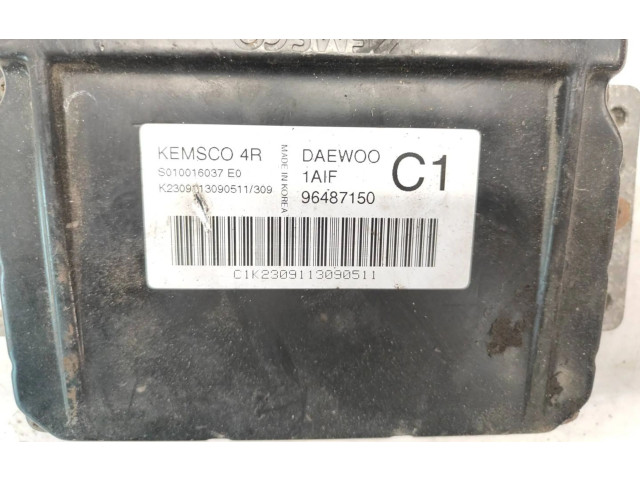 KEMSCO 4R
S010016037 E0
K2309113090511/309
MADE IN KOREA
DAEWOO
1AIF
96487150
C1
C1K2309113090511